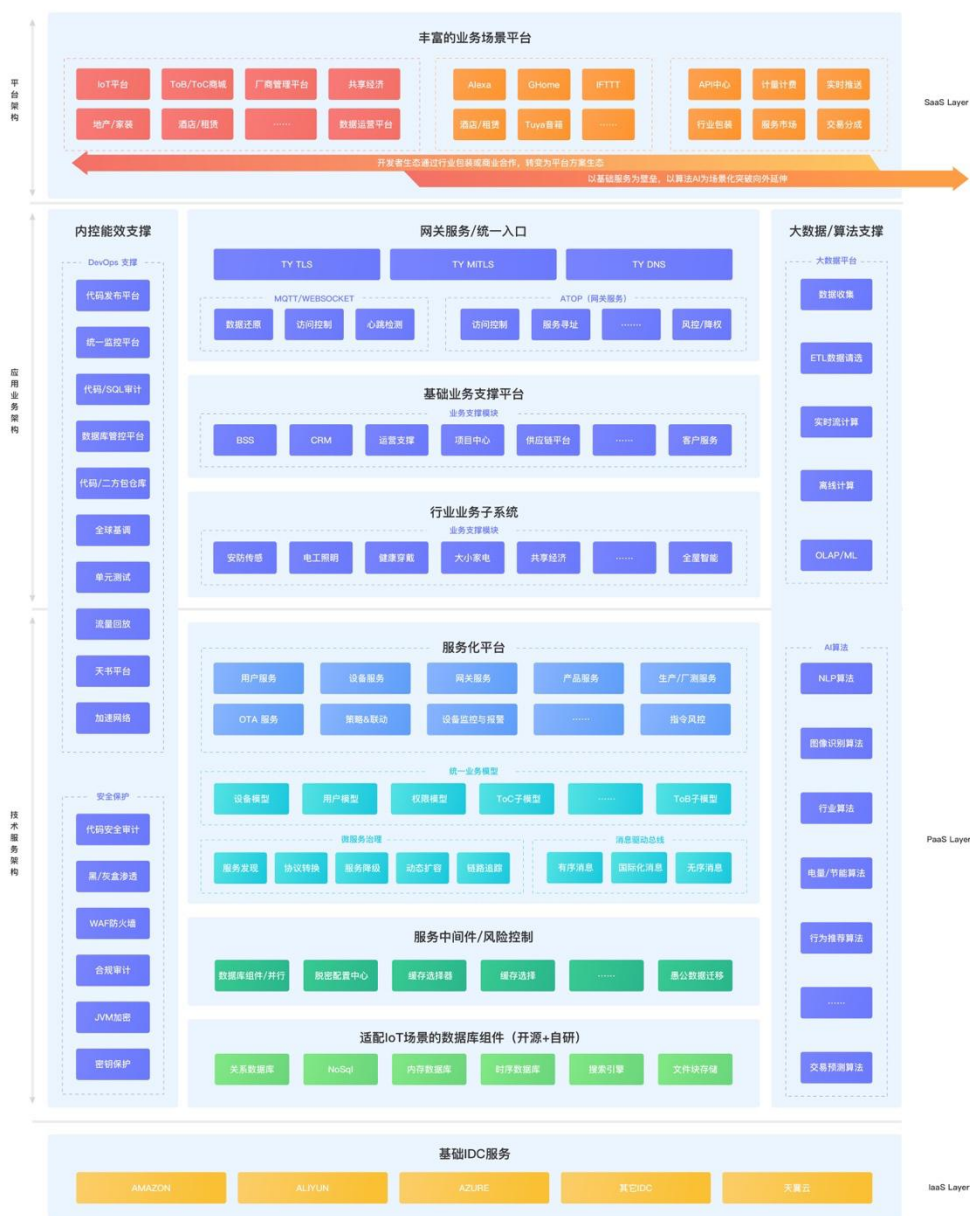 丰富的业务场景平台
IoT平台 ToB/ToC商城 厂商管理平台 共享经济
地产/家装 酒店/租赁 ...... 数据运营平台
Alexa GHome IFTTT
酒店/租赁 Tuya音箱 ......
API中心 计量计费 实时推送
行业包装 服务市场 交易分成
开发者生态通过行业包装或商业合作，转变为平台方案生态
以基础服务为壁垒，以算法AI为场景化突破向外延伸
平台架构
SaaS Layer
应用业务架构
技术服务架构
内控能效支撑
DevOps 支撑
代码发布平台
统一监控平台
代码/SQL审计
数据库管控平台
代码/二方包仓库
全球基调
单元测试
流量回放
天书平台
加速网络
安全保护
代码安全审计
黑/灰盒渗透
WAF防火墙
合规审计
JVM加密
密钥保护
网关服务/统一入口
TY TLS TY MiTLS TY DNS
MQTT/WEBSOCKET
数据还原 访问控制 心跳检测
ATOP（网关服务）
访问控制 服务寻址 ....... 风控/降权
基础业务支撑平台
业务支撑模块
BSS CRM 运营支撑 项目中心 供应链平台 ...... 客户服务
行业业务子系统
业务支撑模块
安防传感 电工照明 健康穿戴 大小家电 共享经济 ...... 全屋智能
服务化平台
用户服务 设备服务 网关服务 产品服务 生产/厂测服务
OTA 服务 策略&联动 设备监控与报警 ...... 指令风控
统一业务模型
设备模型 用户模型 权限模型 ToC子模型 ...... ToB子模型
微服务治理
服务发现 协议转换 服务降级 动态扩容 链路追踪
消息驱动总线
有序消息 国际化消息 无序消息
服务中间件/风险控制
数据库组件/并行 脱密配置中心 缓存选择器 缓存选择 ...... 愚公数据迁移
适配IoT场景的数据库组件（开源+自研）
关系数据库 NoSql 内存数据库 时序数据库 搜索引擎 文件块存储
大数据/算法支撑
大数据平台
数据收集
ETL数据清选
实时流计算
离线计算
OLAP/ML
AI算法
NLP算法
图像识别算法
行业算法
电量/节能算法
行为推荐算法
......
交易预测算法
PaaS Layer
基础IDC服务
AMAZON ALIYUN AZURE 其它IDC 天翼云
IaaS Layer